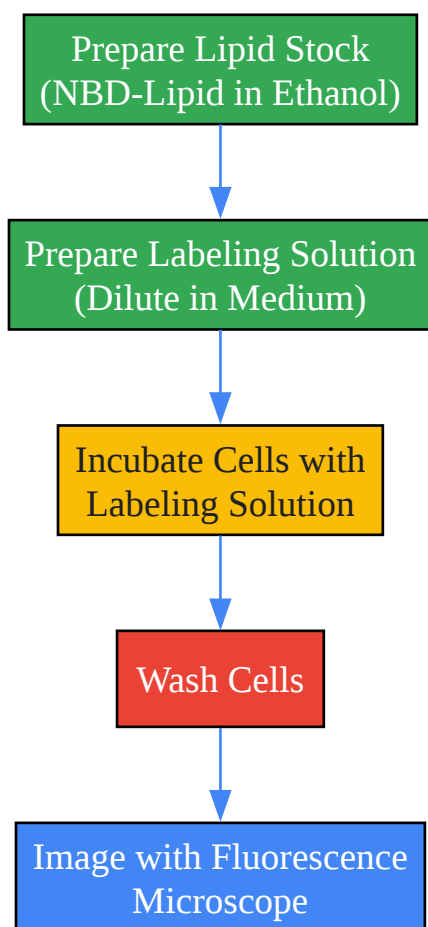 Prepare Lipid Stock
(NBD-Lipid in Ethanol)
Prepare Labeling Solution
(Dilute in Medium)
Incubate Cells with
Labeling Solution
Wash Cells
Image with Fluorescence
Microscope